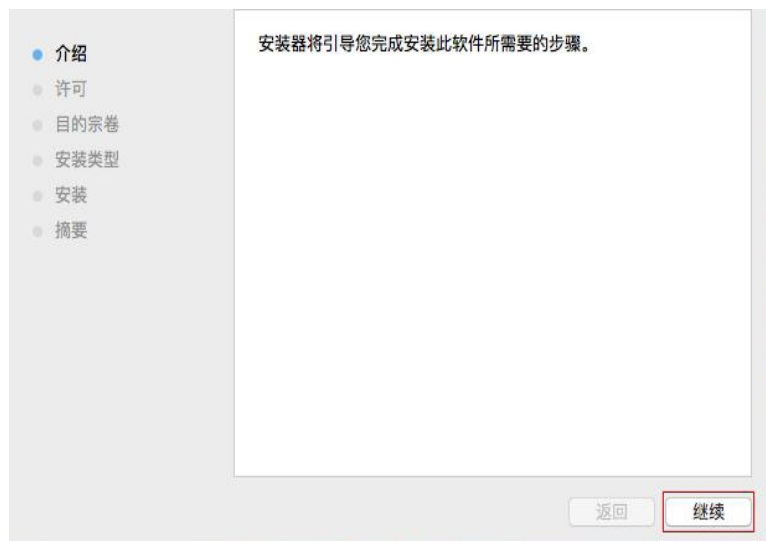 介绍
许可
目的宗卷
安装类型
安装
摘要
安装器将引导您完成安装此软件所需要的步骤。
返回
继续